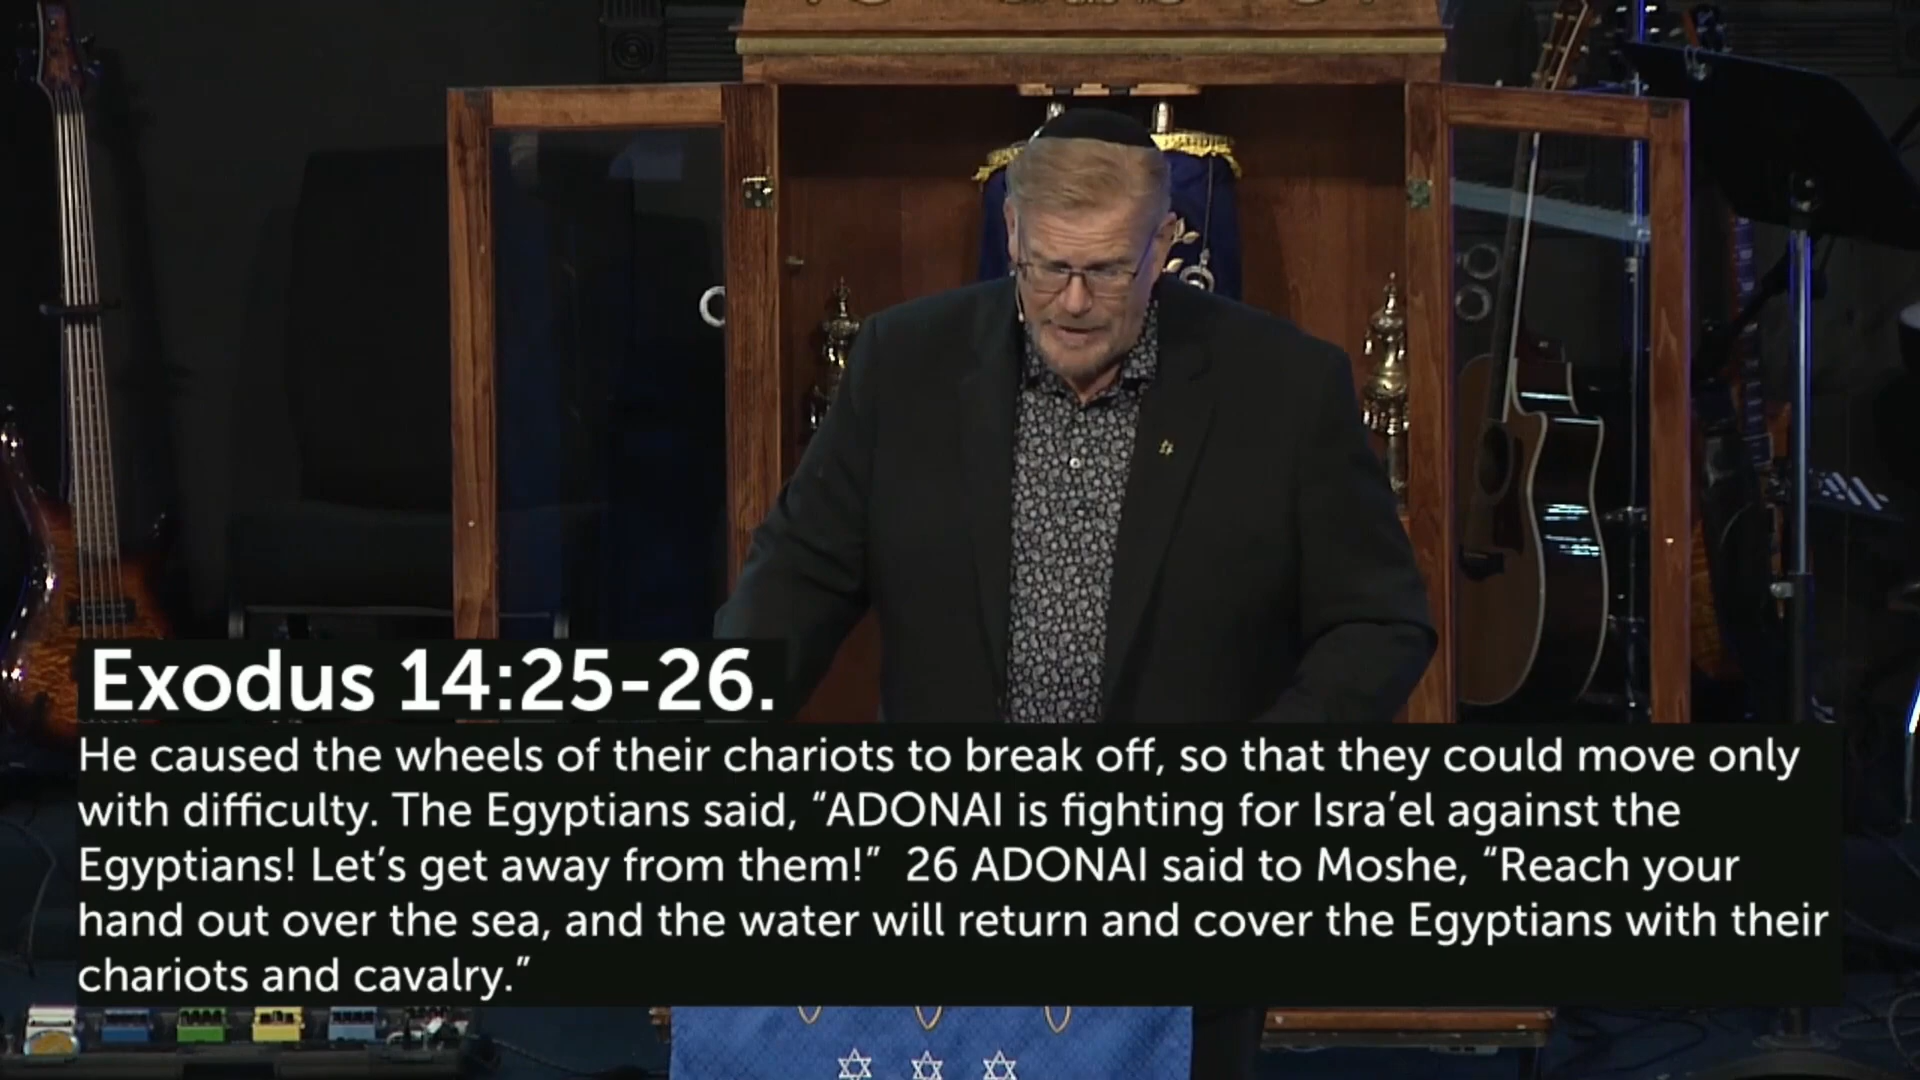 Exodus 14:25-26.
He caused the wheels of their chariots to break off, so that they could move only
with difficulty. The Egyptians said, “ADONAI is fighting for Isra’el against the
Egyptians! Let’s get away from them!”  26 ADONAI said to Moshe, “Reach your
hand out over the sea, and the water will return and cover the Egyptians with their
chariots and cavalry.”